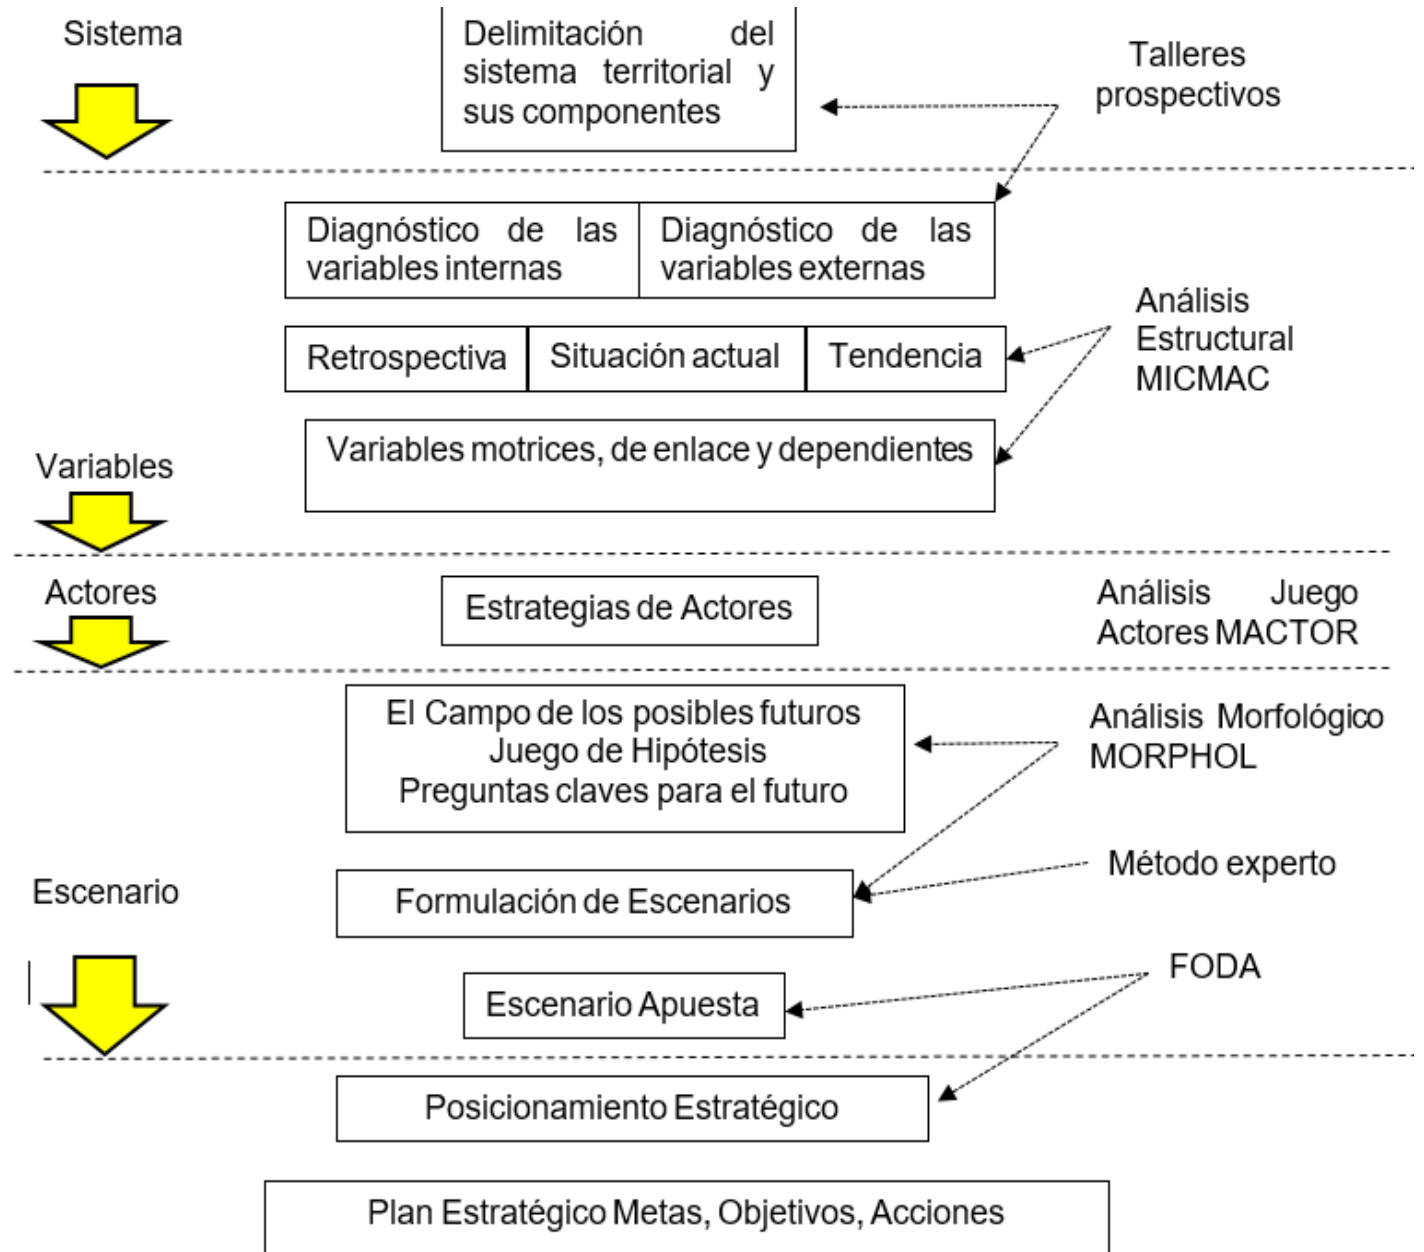 Sistema
Delimitación del
sistema territorial y
sus componentes
Talleres
prospectivos
Diagnóstico de las
variables internas
Diagnóstico de las
variables externas
Retrospectiva
Situación actual
Tendencia
Análisis
Estructural
MICMAC
Variables motrices, de enlace y dependientes
Variables
Actores
Estrategias de Actores
Análisis Juego
Actores MACTOR
El Campo de los posibles futuros
Juego de Hipótesis
Preguntas claves para el futuro
Análisis Morfológico
MORPHOL
Método experto
Escenario
Formulación de Escenarios
FODA
Escenario Apuesta
Posicionamiento Estratégico
Plan Estratégico Metas, Objetivos, Acciones